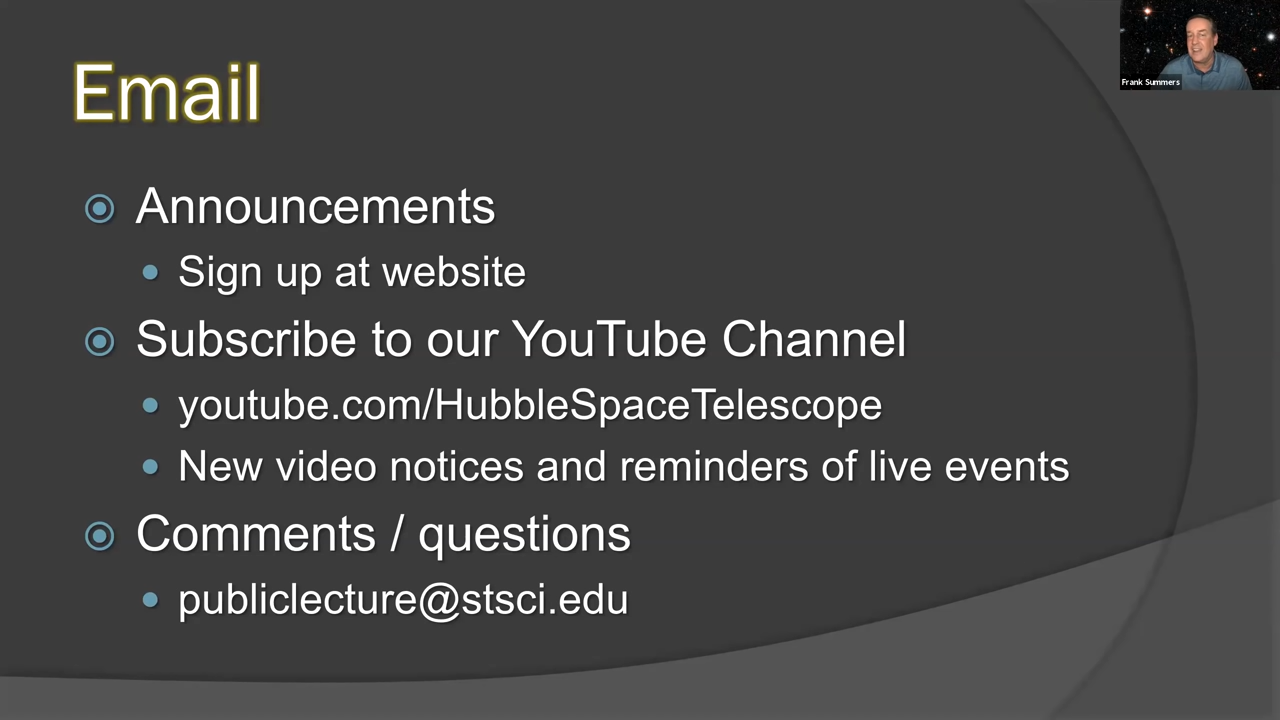 Email
Frank Summers
Announcements
Sign up at website
Subscribe to our YouTube Channel
youtube.com/HubbleSpaceTelescope
New video notices and reminders of live events
Comments / questions
publiclecture@stsci.edu